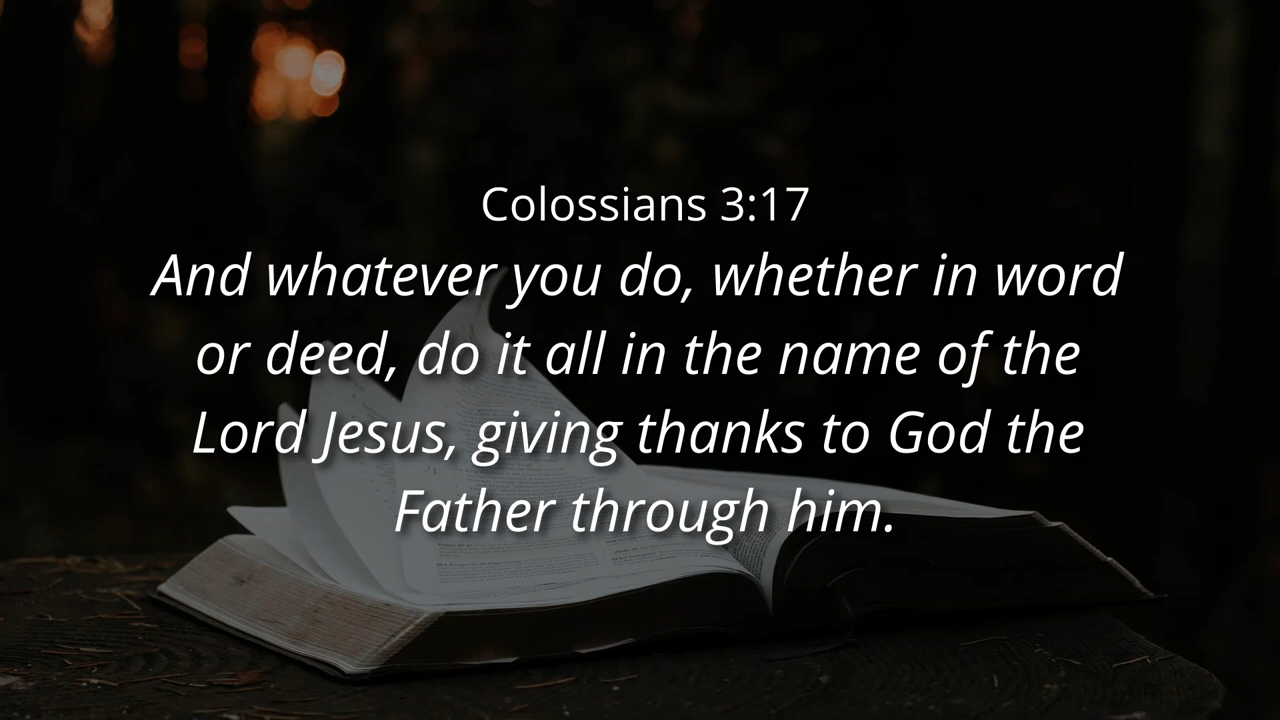 Colossians 3:17
And whatever you do, whether in word
or deed, do it all in the name of the
Lord Jesus, giving thanks to God the
Father through him.